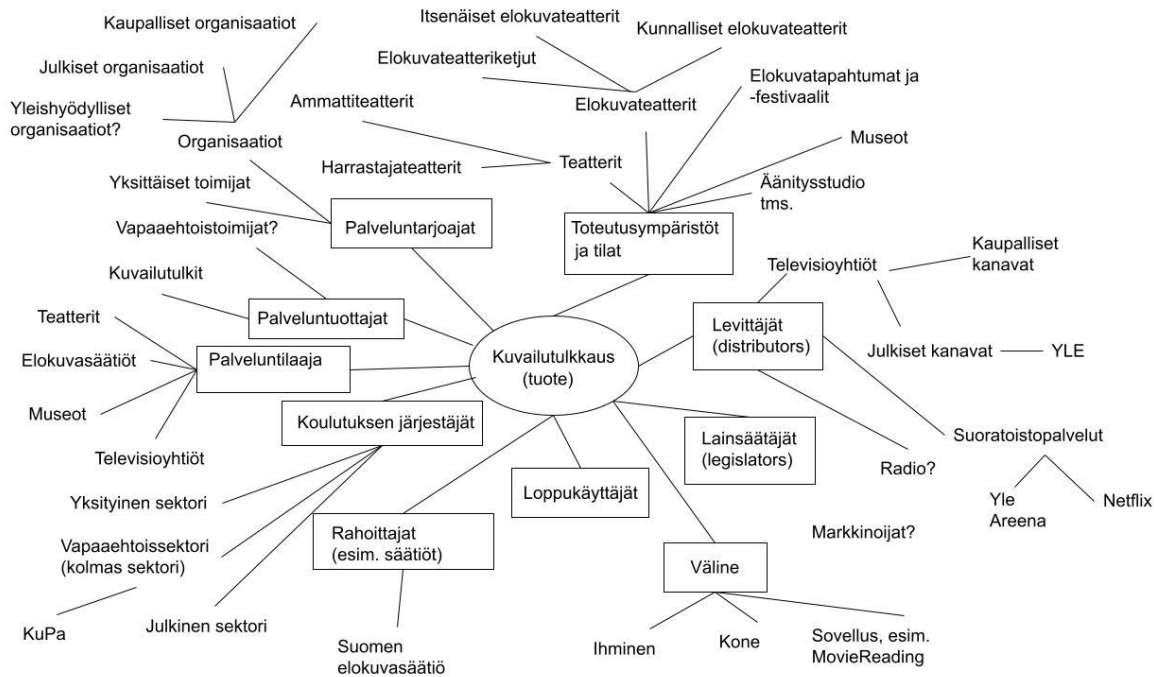 Kaupalliset organisaatiot
Itsenäiset elokuvateatterit
Kunnalliset elokuvateatterit
Julkiset organisaatiot
Elokuvateatteriketjut
Elokuvatapahtumat ja
-festivaalit
Yleishyödylliset
organisaatiot?
Ammattiteatterit
Elokuvateatterit
Organisaatiot
Museot
Harrastajateatterit
Teatterit
Yksittäiset toimijat
Äänitysstudio
tms.
Vapaaehtoistoimijat?
Palveluntarjoajat
Toteutusympäristöt
ja tilat
Kaupalliset
kanavat
Televisioyhtiöt
Kuvailutulkit
Teatterit
Palveluntuottajat
Levittäjät
(distributors)
Elokuvasäätiöt
Palveluntilaaja
Kuvailutulkkaus
(tuote)
Julkiset kanavat
YLE
Museot
Koulutuksen järjestäjät
Lainsäätäjät
(legislators)
Suoratoistopalvelut
Televisioyhtiöt
Radio?
Yksityinen sektori
Loppukäyttäjät
Yle
Areena
Netflix
Rahoittajat
(esim. säätiöt)
Markkinoijat?
Vapaaehtoissektori
(kolmas sektori)
Väline
KuPa
Julkinen sektori
Suomen
elokuvasäätiö
Ihminen
Kone
Sovellus, esim.
MovieReading